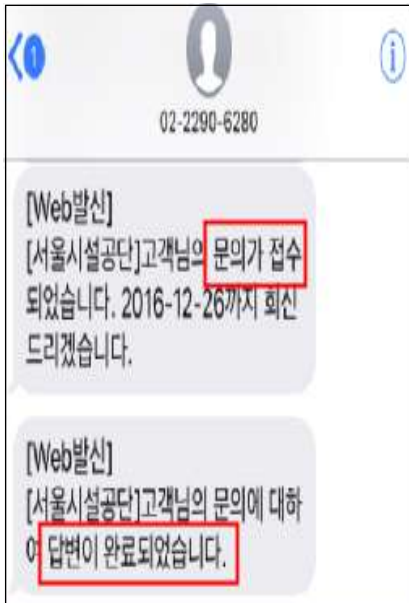 1
02-2290-6280
[Web발신]
[서울시설공단]고객님의 문의가 접수
되었습니다. 2016-12-26까지 회신
드리겠습니다.
[Web발신]
[서울시설공단]고객님의 문의에 대하
여 답변이 완료되었습니다.